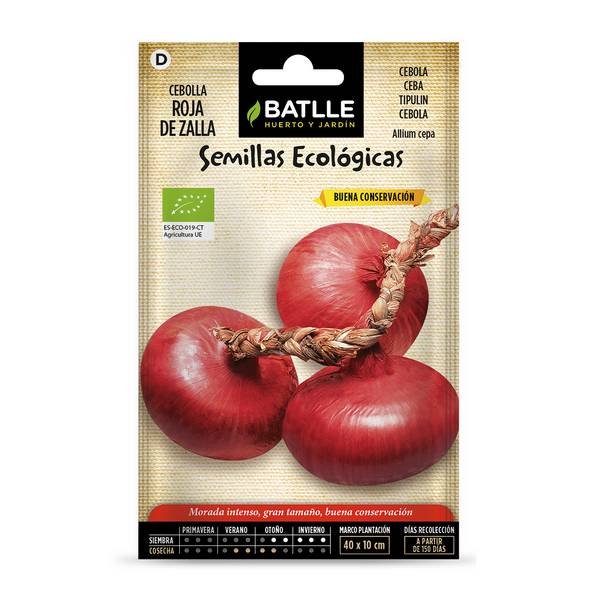 D
CEBOLLA
ROJA
DE ZALLA
BATLLE
HUERTO Y JARDÍN
CEBOLA
CEBA
TIPULIN
CEBOLA
Allium cepa
Semillas Ecológicas
BUENA CONSERVACIÓN
ES-ECO-019-CT
Agricultura UE
Morada intenso, gran tamaño, buena conservación
PRIMAVERA VERANO OTOÑO INVIERNO MARCO PLANTACIÓN DÍAS RECOLECCIÓN
SIEMBRA
COSECHA
40 x 10 cm
A PARTIR
DE 150 DÍAS